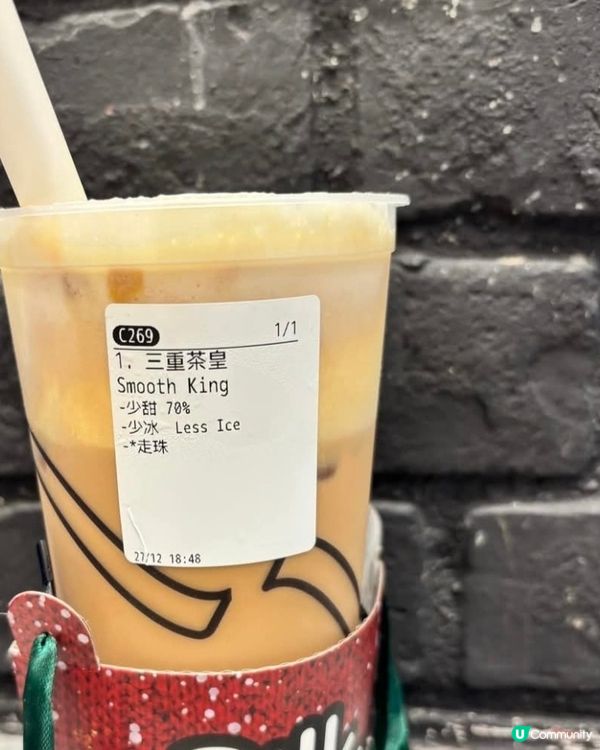 C269 1/1
1. 三重茶皇
Smooth King
-少甜 70%
-少冰 Less Ice
-*走珠
27/12 18:48
U Community